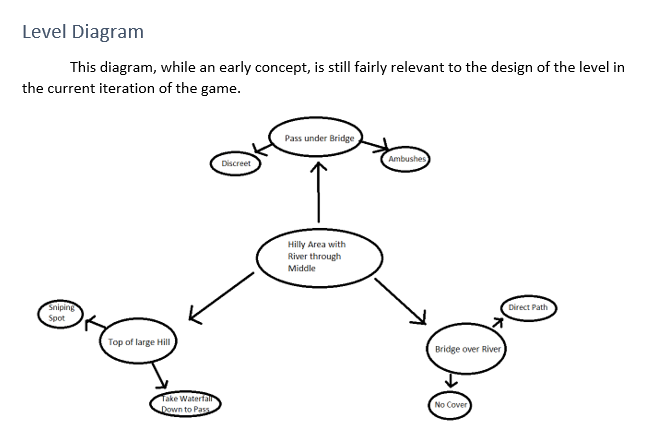 Level Diagram
This diagram, while an early concept, is still fairly relevant to the design of the level in
the current iteration of the game.
Pass under Bridge
Discreet
Ambushes
Hilly Area with
River through
Middle
Sniping
Spot
Direct Path
Top of large Hill
Bridge over River
Take Waterfall
Down to Pass
No Cover